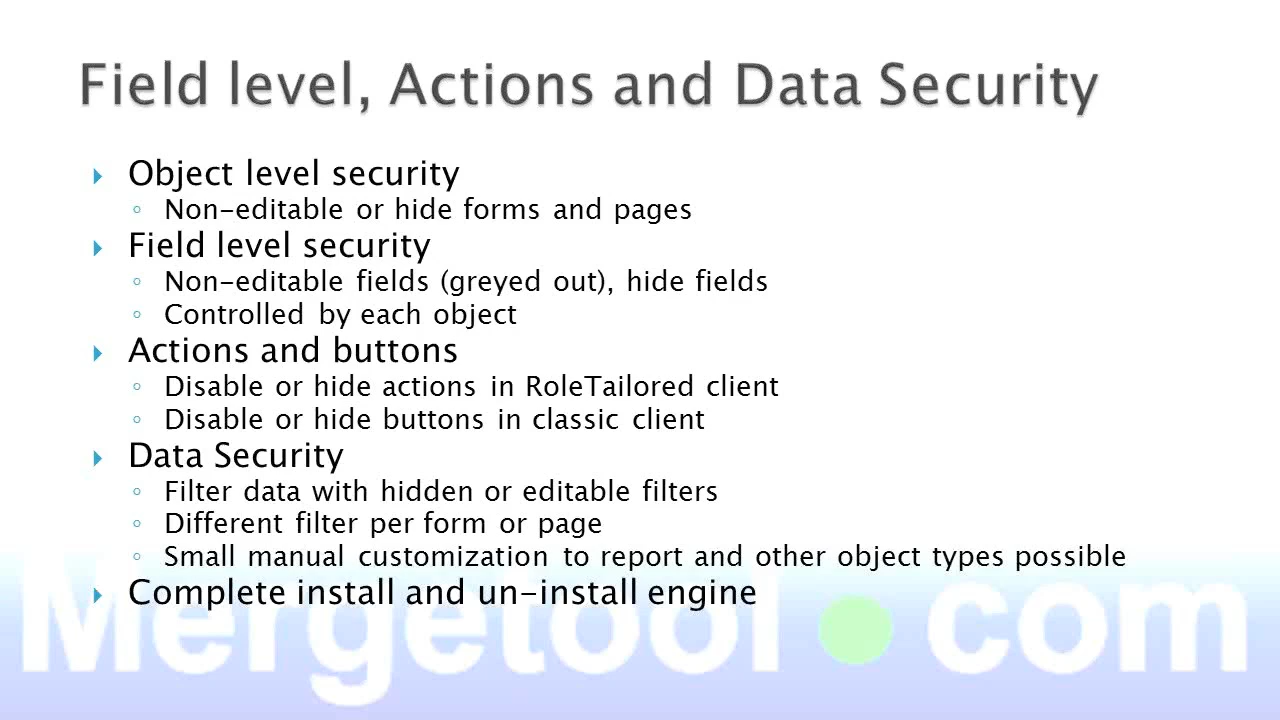 Field level, Actions and Data Security
Object level security
Non-editable or hide forms and pages
Field level security
Non-editable fields (greyed out), hide fields
Controlled by each object
Actions and buttons
Disable or hide actions in RoleTailored client
Disable or hide buttons in classic client
Data Security
Filter data with hidden or editable filters
Different filter per form or page
Small manual customization to report and other object types possible
Complete install and un-install engine
Mergetool●com